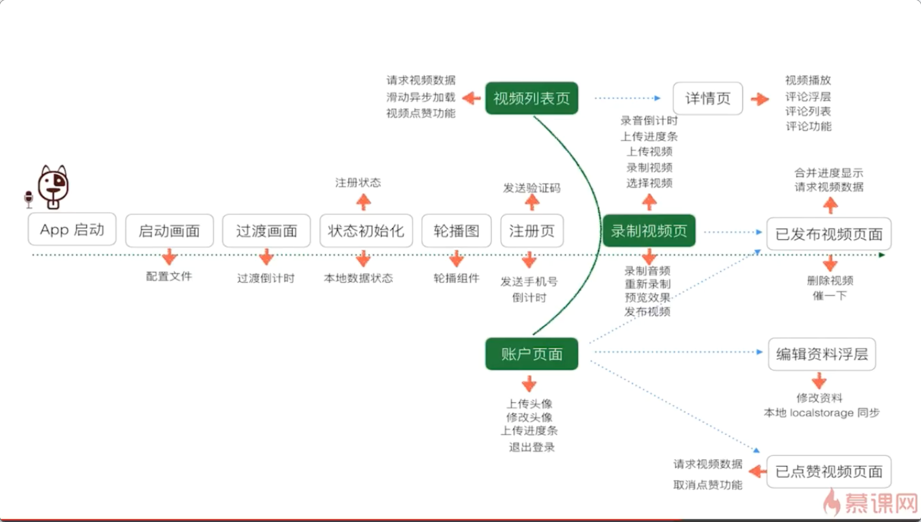 请求视频数据
滑动异步加载
视频点赞功能
视频列表页
详情页
视频播放
评论浮层
评论列表
评论功能
录音倒计时
上传进度条
上传视频
录制视频
选择视频
注册状态
发送验证码
合并进度显示
请求视频数据
App 启动
启动画面
过渡画面
状态初始化
轮播图
注册页
录制视频页
已发布视频页面
配置文件
过渡倒计时
本地数据状态
轮播组件
发送手机号
倒计时
录制音频
重新录制
预览效果
发布视频
删除视频
催一下
账户页面
编辑资料浮层
上传头像
修改头像
上传进度条
退出登录
修改资料
本地 localstorage 同步
请求视频数据
取消点赞功能
已点赞视频页面
慕课网